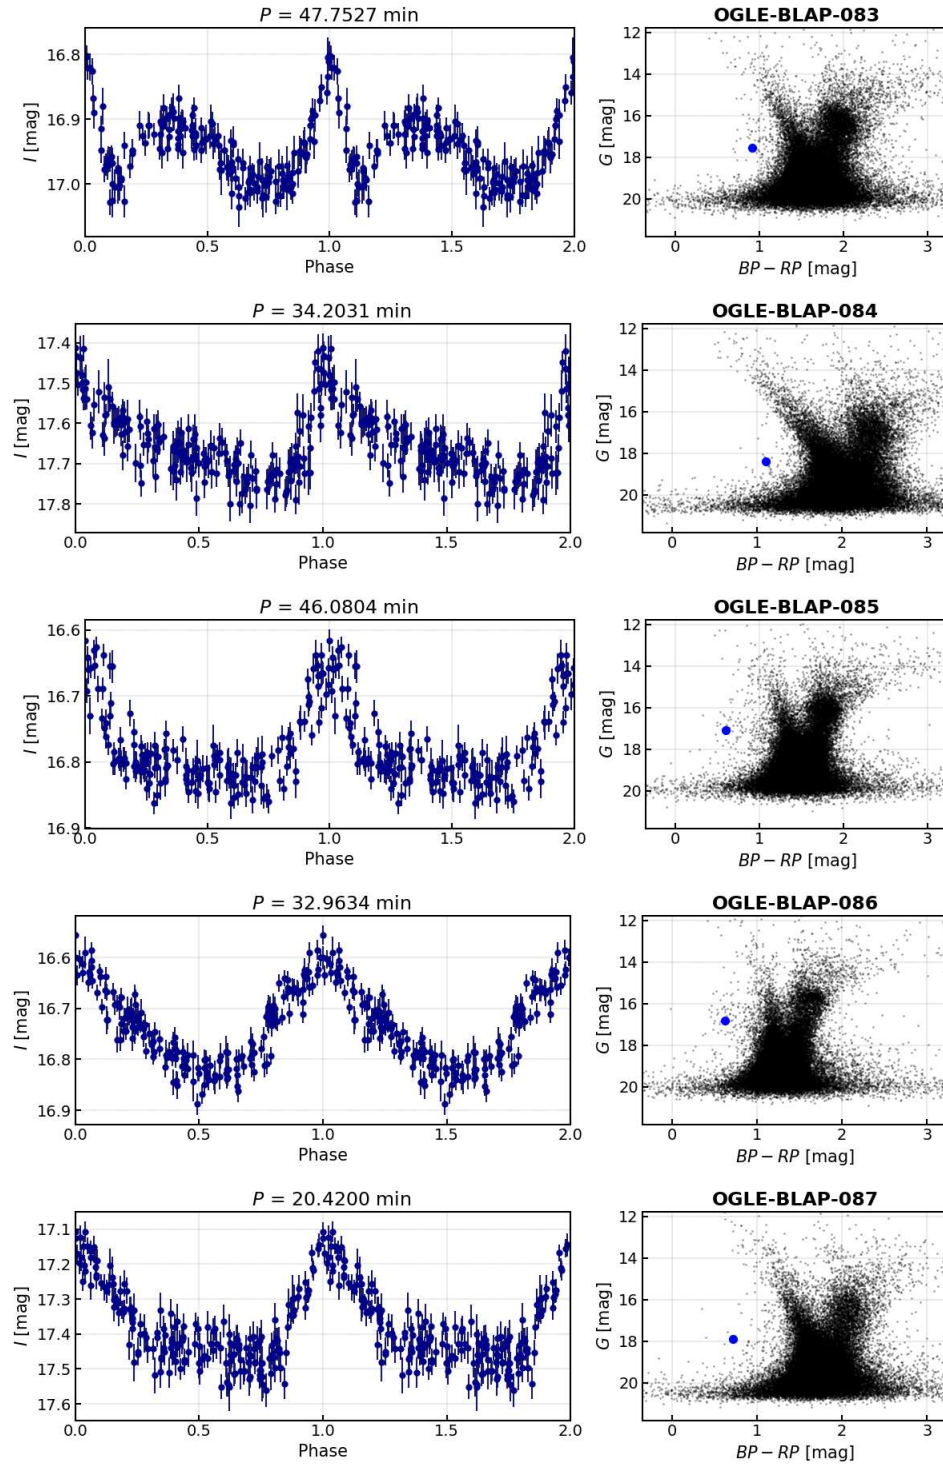 P = 47.7527 min
OGLE-BLAP-083
16.8
16.9
17.0
I [mag]
0.0 0.5 1.0 1.5 2.0
Phase
12
14
16
18
20
G [mag]
0 1 2 3
BP − RP [mag]
P = 34.2031 min
OGLE-BLAP-084
17.4
17.5
17.6
17.7
17.8
I [mag]
0.0 0.5 1.0 1.5 2.0
Phase
12
14
16
18
20
G [mag]
0 1 2 3
BP − RP [mag]
P = 46.0804 min
OGLE-BLAP-085
16.6
16.7
16.8
16.9
I [mag]
0.0 0.5 1.0 1.5 2.0
Phase
12
14
16
18
20
G [mag]
0 1 2 3
BP − RP [mag]
P = 32.9634 min
OGLE-BLAP-086
16.6
16.7
16.8
16.9
I [mag]
0.0 0.5 1.0 1.5 2.0
Phase
12
14
16
18
20
G [mag]
0 1 2 3
BP − RP [mag]
P = 20.4200 min
OGLE-BLAP-087
17.1
17.2
17.3
17.4
17.5
17.6
I [mag]
0.0 0.5 1.0 1.5 2.0
Phase
12
14
16
18
20
G [mag]
0 1 2 3
BP − RP [mag]